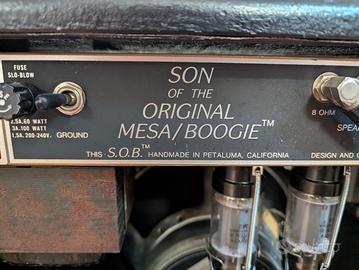 FUSE
SLO-BLOW
2.5A.60 WATT
3A.100 WATT
1.5A. 200-240V.
GROUND
SON
OF THE
ORIGINAL
MESA/BOOGIE™
THIS S.O.B.™ HANDMADE IN PETALUMA, CALIFORNIA
8 OHM
SPEA
DESIGN AND
subito